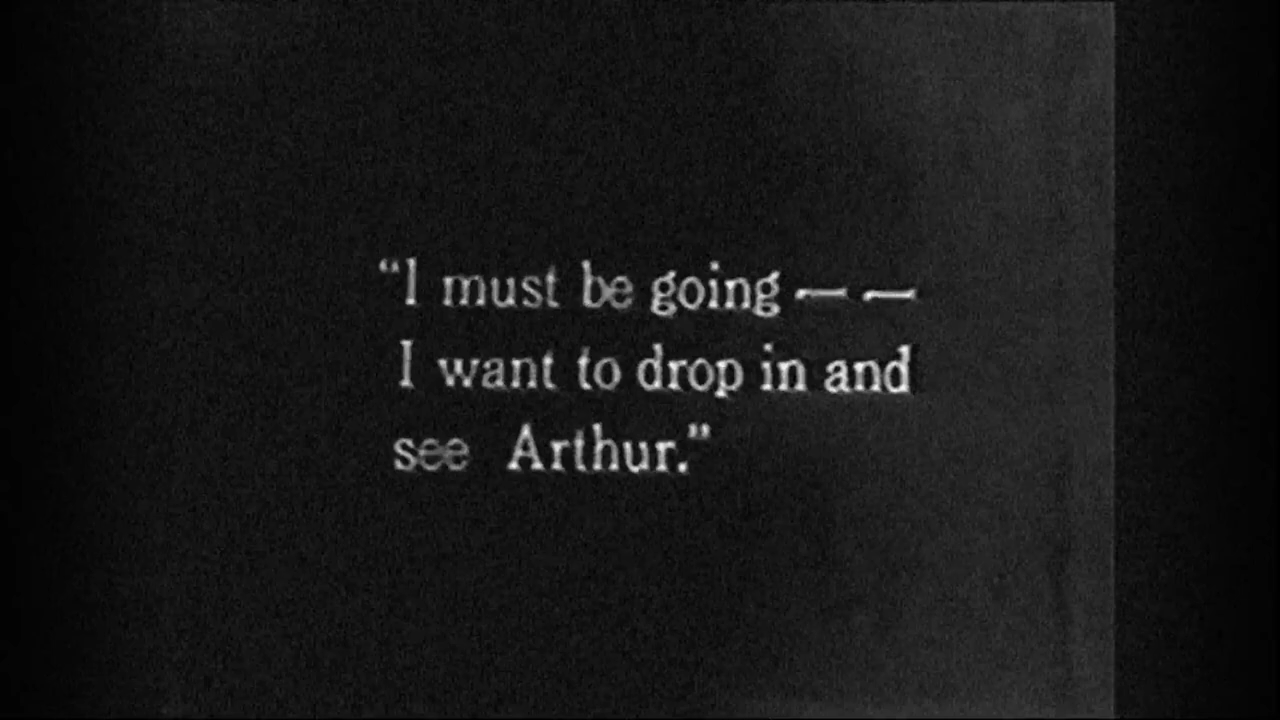 “I must be going — —
I want to drop in and
see Arthur.”